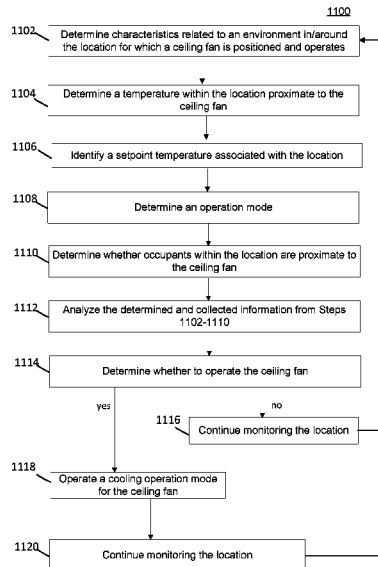 1100
1102
Determine characteristics related to an environment in/around
the location for which a ceiling fan is positioned and operates
1104
Determine a temperature within the location proximate to the
ceiling fan
1106
Identify a setpoint temperature associated with the location
1108
Determine an operation mode
1110
Determine whether occupants within the location are proximate to
the ceiling fan
1112
Analyze the determined and collected information from Steps
1102-1110
1114
Determine whether to operate the ceiling fan
yes
no
1116
Continue monitoring the location
1118
Operate a cooling operation mode
for the ceiling fan
1120
Continue monitoring the location